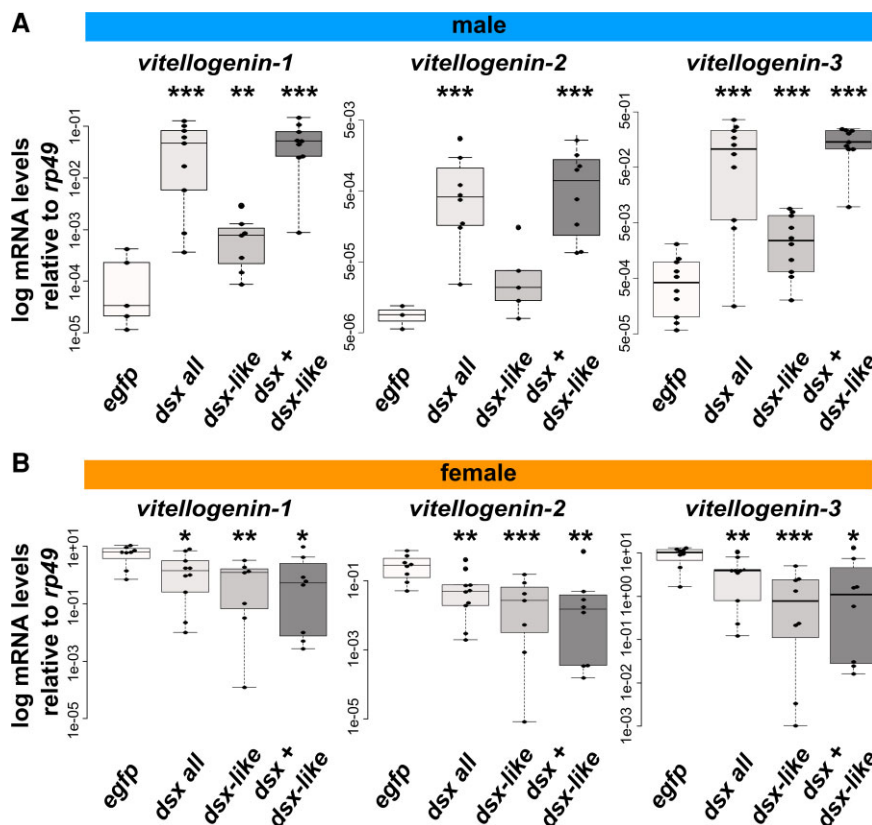 A
male
vitellogenin-1
vitellogenin-2
vitellogenin-3
*** ** ***
*** ***
*** *** ***
log mRNA levels
relative to rp49
1e-01
1e-02
1e-03
1e-04
1e-05
5e-03
5e-04
5e-05
5e-06
5e-01
5e-02
5e-03
5e-04
5e-05
egfp
dsx all
dsx-like
dsx +
dsx-like
egfp
dsx all
dsx-like
dsx +
dsx-like
egfp
dsx all
dsx-like
dsx +
dsx-like
B
female
vitellogenin-1
vitellogenin-2
vitellogenin-3
* ** *
** *** **
** *** *
log mRNA levels
relative to rp49
1e+01
1e-01
1e-03
1e-05
1e-01
1e-03
1e-05
1e+01
1e+00
1e-01
1e-02
1e-03
egfp
dsx all
dsx-like
dsx +
dsx-like
egfp
dsx all
dsx-like
dsx +
dsx-like
egfp
dsx all
dsx-like
dsx +
dsx-like